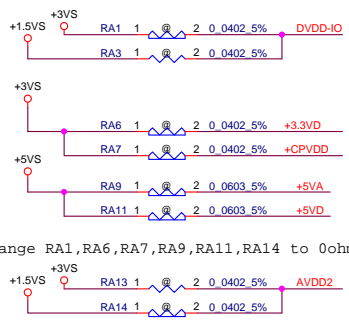 +3VS
+1.5VS
RA1 1 @ 2 0_0402_5% DVDD-IO
RA3 1 @ 2 0_0402_5%
+3VS
RA6 1 @ 2 0_0402_5% +3.3VD
RA7 1 @ 2 0_0402_5% +CPVDD
+5VS
RA9 1 @ 2 0_0603_5% +5VA
RA11 1 @ 2 0_0603_5% +5VD
ange RA1,RA6,RA7,RA9,RA11,RA14 to 0ohm
+3VS
+1.5VS
RA13 1 @ 2 0_0402_5% AVDD2
RA14 1 @ 2 0_0402_5%